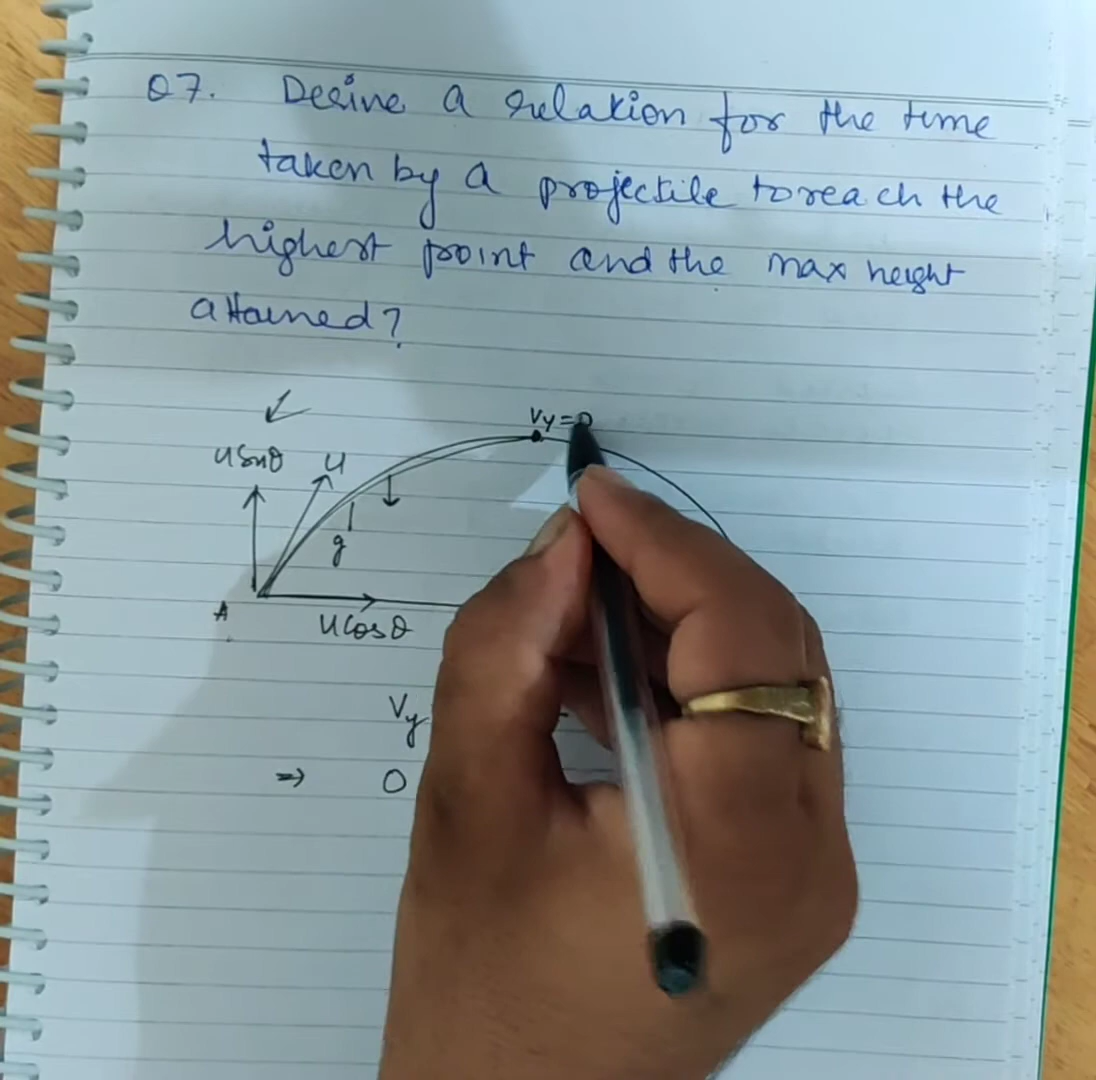 Q7. Derive a relation for the time
taken by a projectile to reach the
highest point and the max height
attained?
Vy=0
uSinθ
u
g
A
uCosθ
Vy
⇒ 0